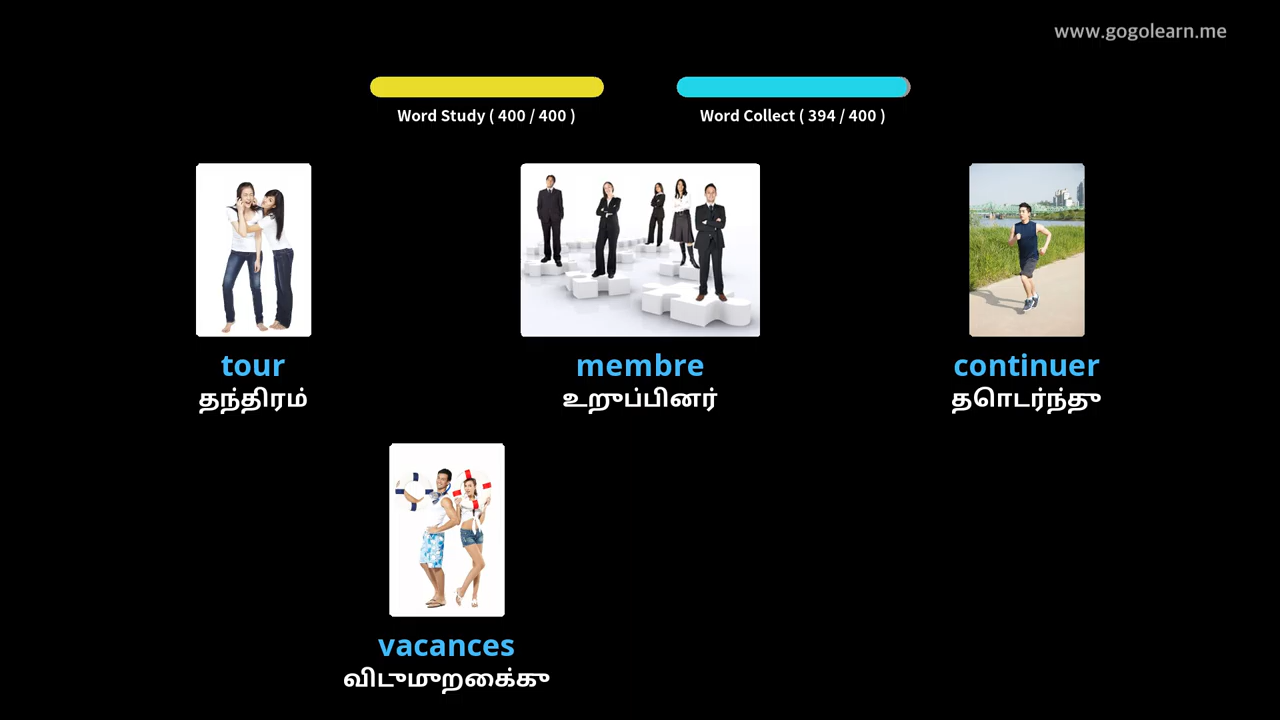 www.gogolearn.me
Word Study ( 400 / 400 )
Word Collect ( 394 / 400 )
tour
தந்திரம்
membre
உறுப்பினர்
continuer
தொடர்ந்து
vacances
விடுமுறைக்கு